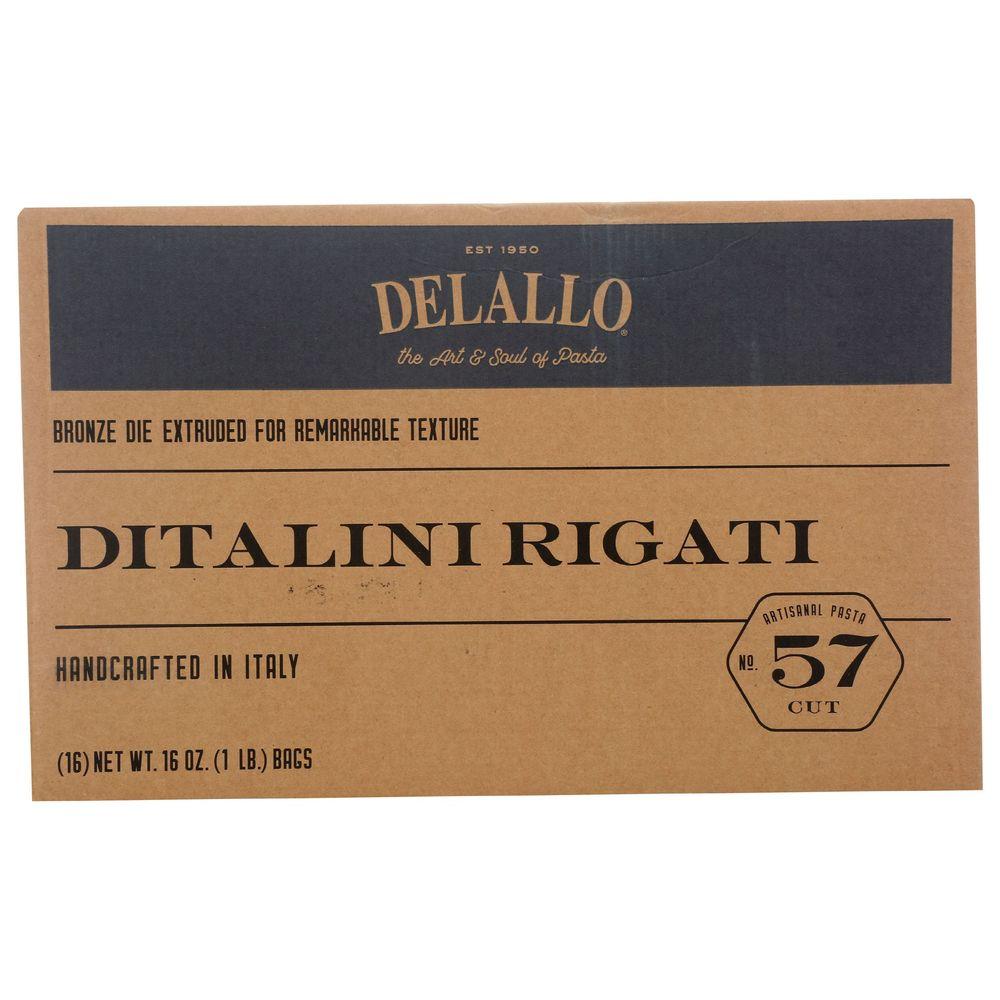 EST 1950
DELALLO®
the Art & Soul of Pasta
BRONZE DIE EXTRUDED FOR REMARKABLE TEXTURE
DITALINI RIGATI
HANDCRAFTED IN ITALY
ARTISANAL PASTA
No. 57
CUT
(16) NET WT. 16 OZ. (1 LB.) BAGS